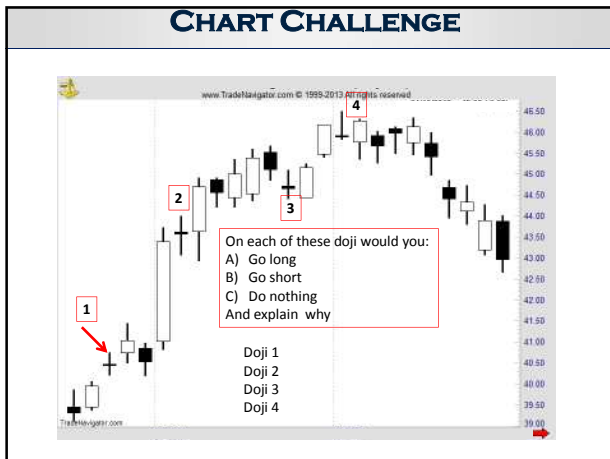 CHART CHALLENGE
www.TradeNavigator.com © 1999-2013 All rights reserved
4
46.50
46.00
45.50
45.00
2
44.50
3
44.00
On each of these doji would you:
43.50
A) Go long
43.00
B) Go short
42.50
C) Do nothing
42.00
And explain why
1
41.50
41.00
Doji 1
40.50
Doji 2
40.00
Doji 3
39.50
Doji 4
39.00
TradeNavigator.com